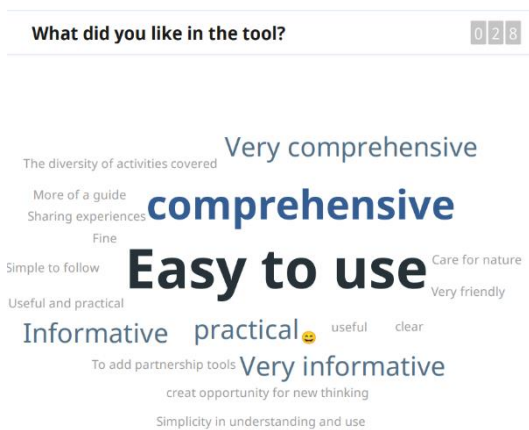 What did you like in the tool?
028
Very comprehensive
The diversity of activities covered
More of a guide
comprehensive
Sharing experiences
Fine
Easy to use
Care for nature
Simple to follow
Very friendly
Useful and practical
Informative
practical
useful
clear
To add partnership tools
Very informative
creat opportunity for new thinking
Simplicity in understanding and use